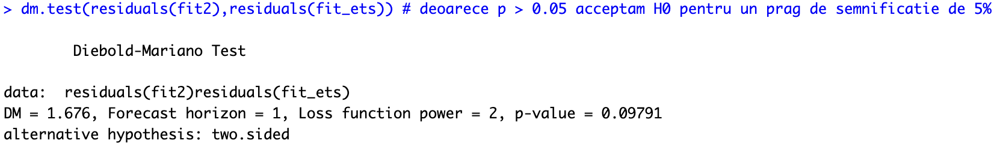 > dm.test(residuals(fit2),residuals(fit_ets)) # deoarece p > 0.05 acceptam H0 pentru un prag de semnificatie de 5%
Diebold-Mariano Test
data:  residuals(fit2)residuals(fit_ets)
DM = 1.676, Forecast horizon = 1, Loss function power = 2, p-value = 0.09791
alternative hypothesis: two.sided